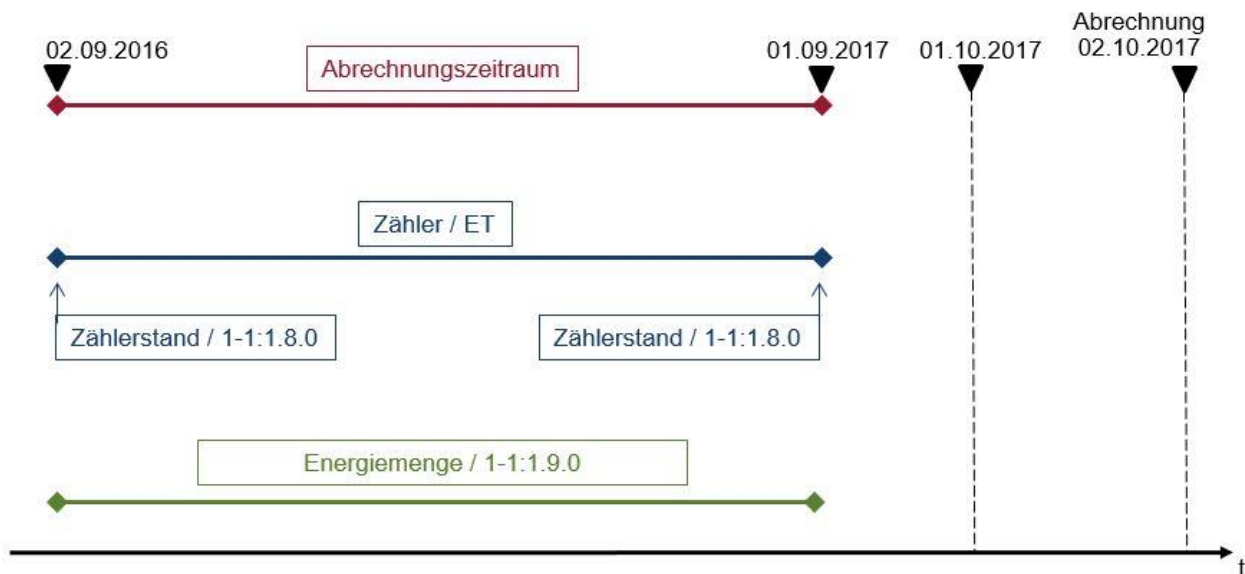 Abrechnung
02.09.2016
01.09.2017
01.10.2017
02.10.2017
Abrechnungszeitraum
Zähler / ET
Zählerstand / 1-1:1.8.0
Zählerstand / 1-1:1.8.0
Energiemenge / 1-1:1.9.0
t